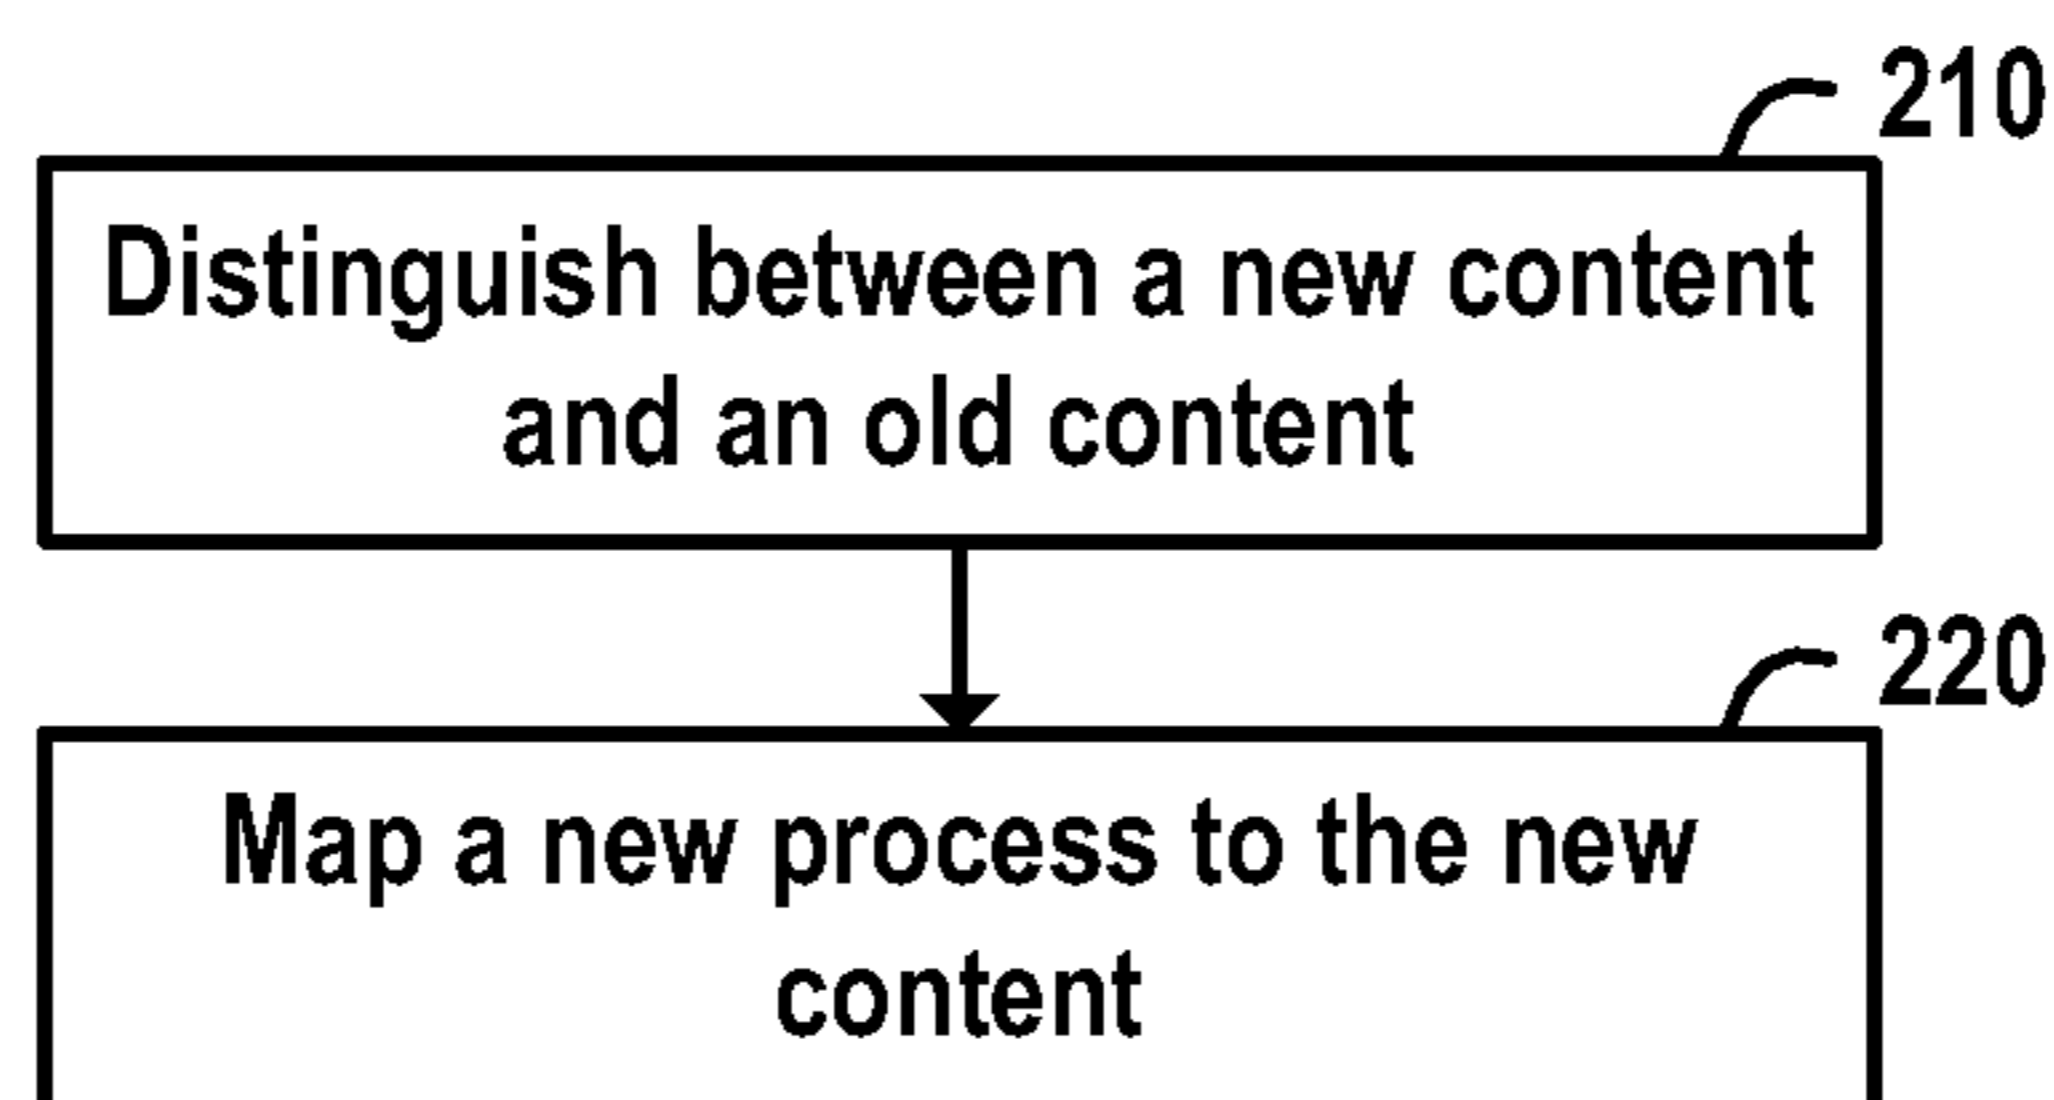 210
Distinguish between a new content
and an old content
220
Map a new process to the new
content